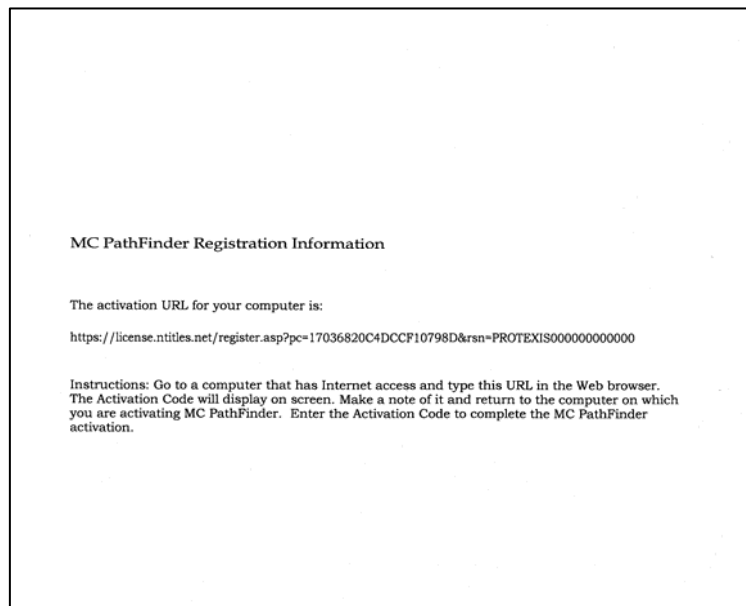 MC PathFinder Registration Information
The activation URL for your computer is:
https://license.ntitles.net/register.asp?pc=17036820C4DCCF10798D&rsn=PROTEXIS000000000000
Instructions: Go to a computer that has Internet access and type this URL in the Web browser.
The Activation Code will display on screen. Make a note of it and return to the computer on which
you are activating MC PathFinder.  Enter the Activation Code to complete the MC PathFinder
activation.